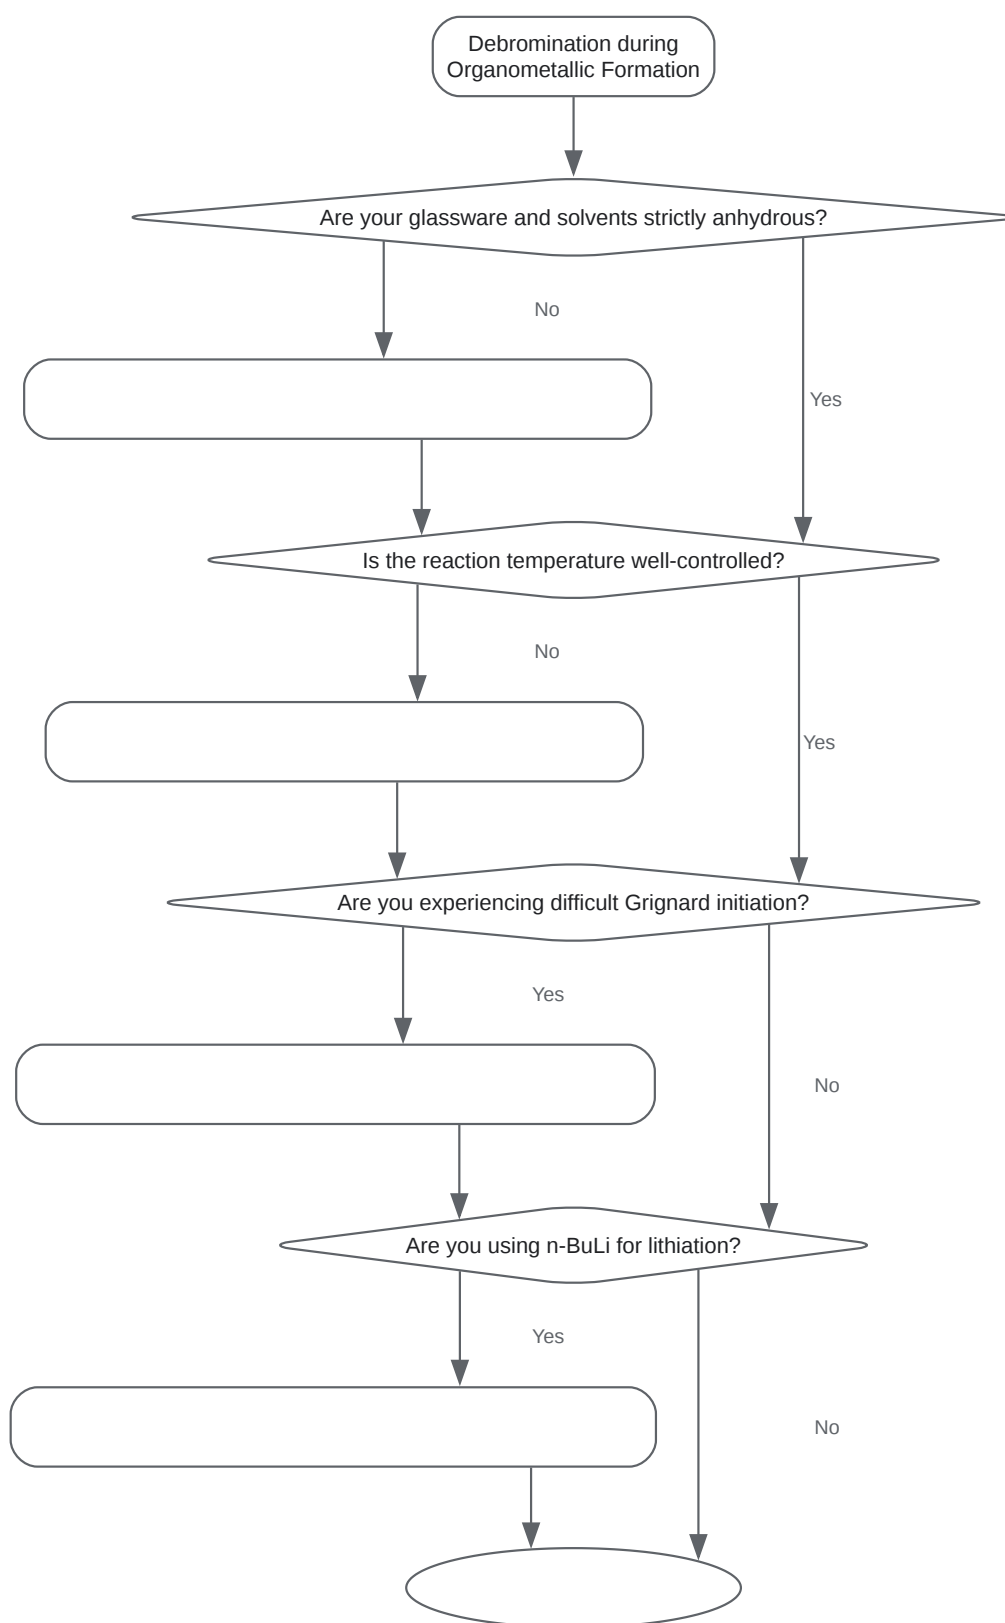 Debromination during
Organometallic Formation
Are your glassware and solvents strictly anhydrous?
No
Yes
Is the reaction temperature well-controlled?
No
Yes
Are you experiencing difficult Grignard initiation?
Yes
No
Are you using n-BuLi for lithiation?
Yes
No